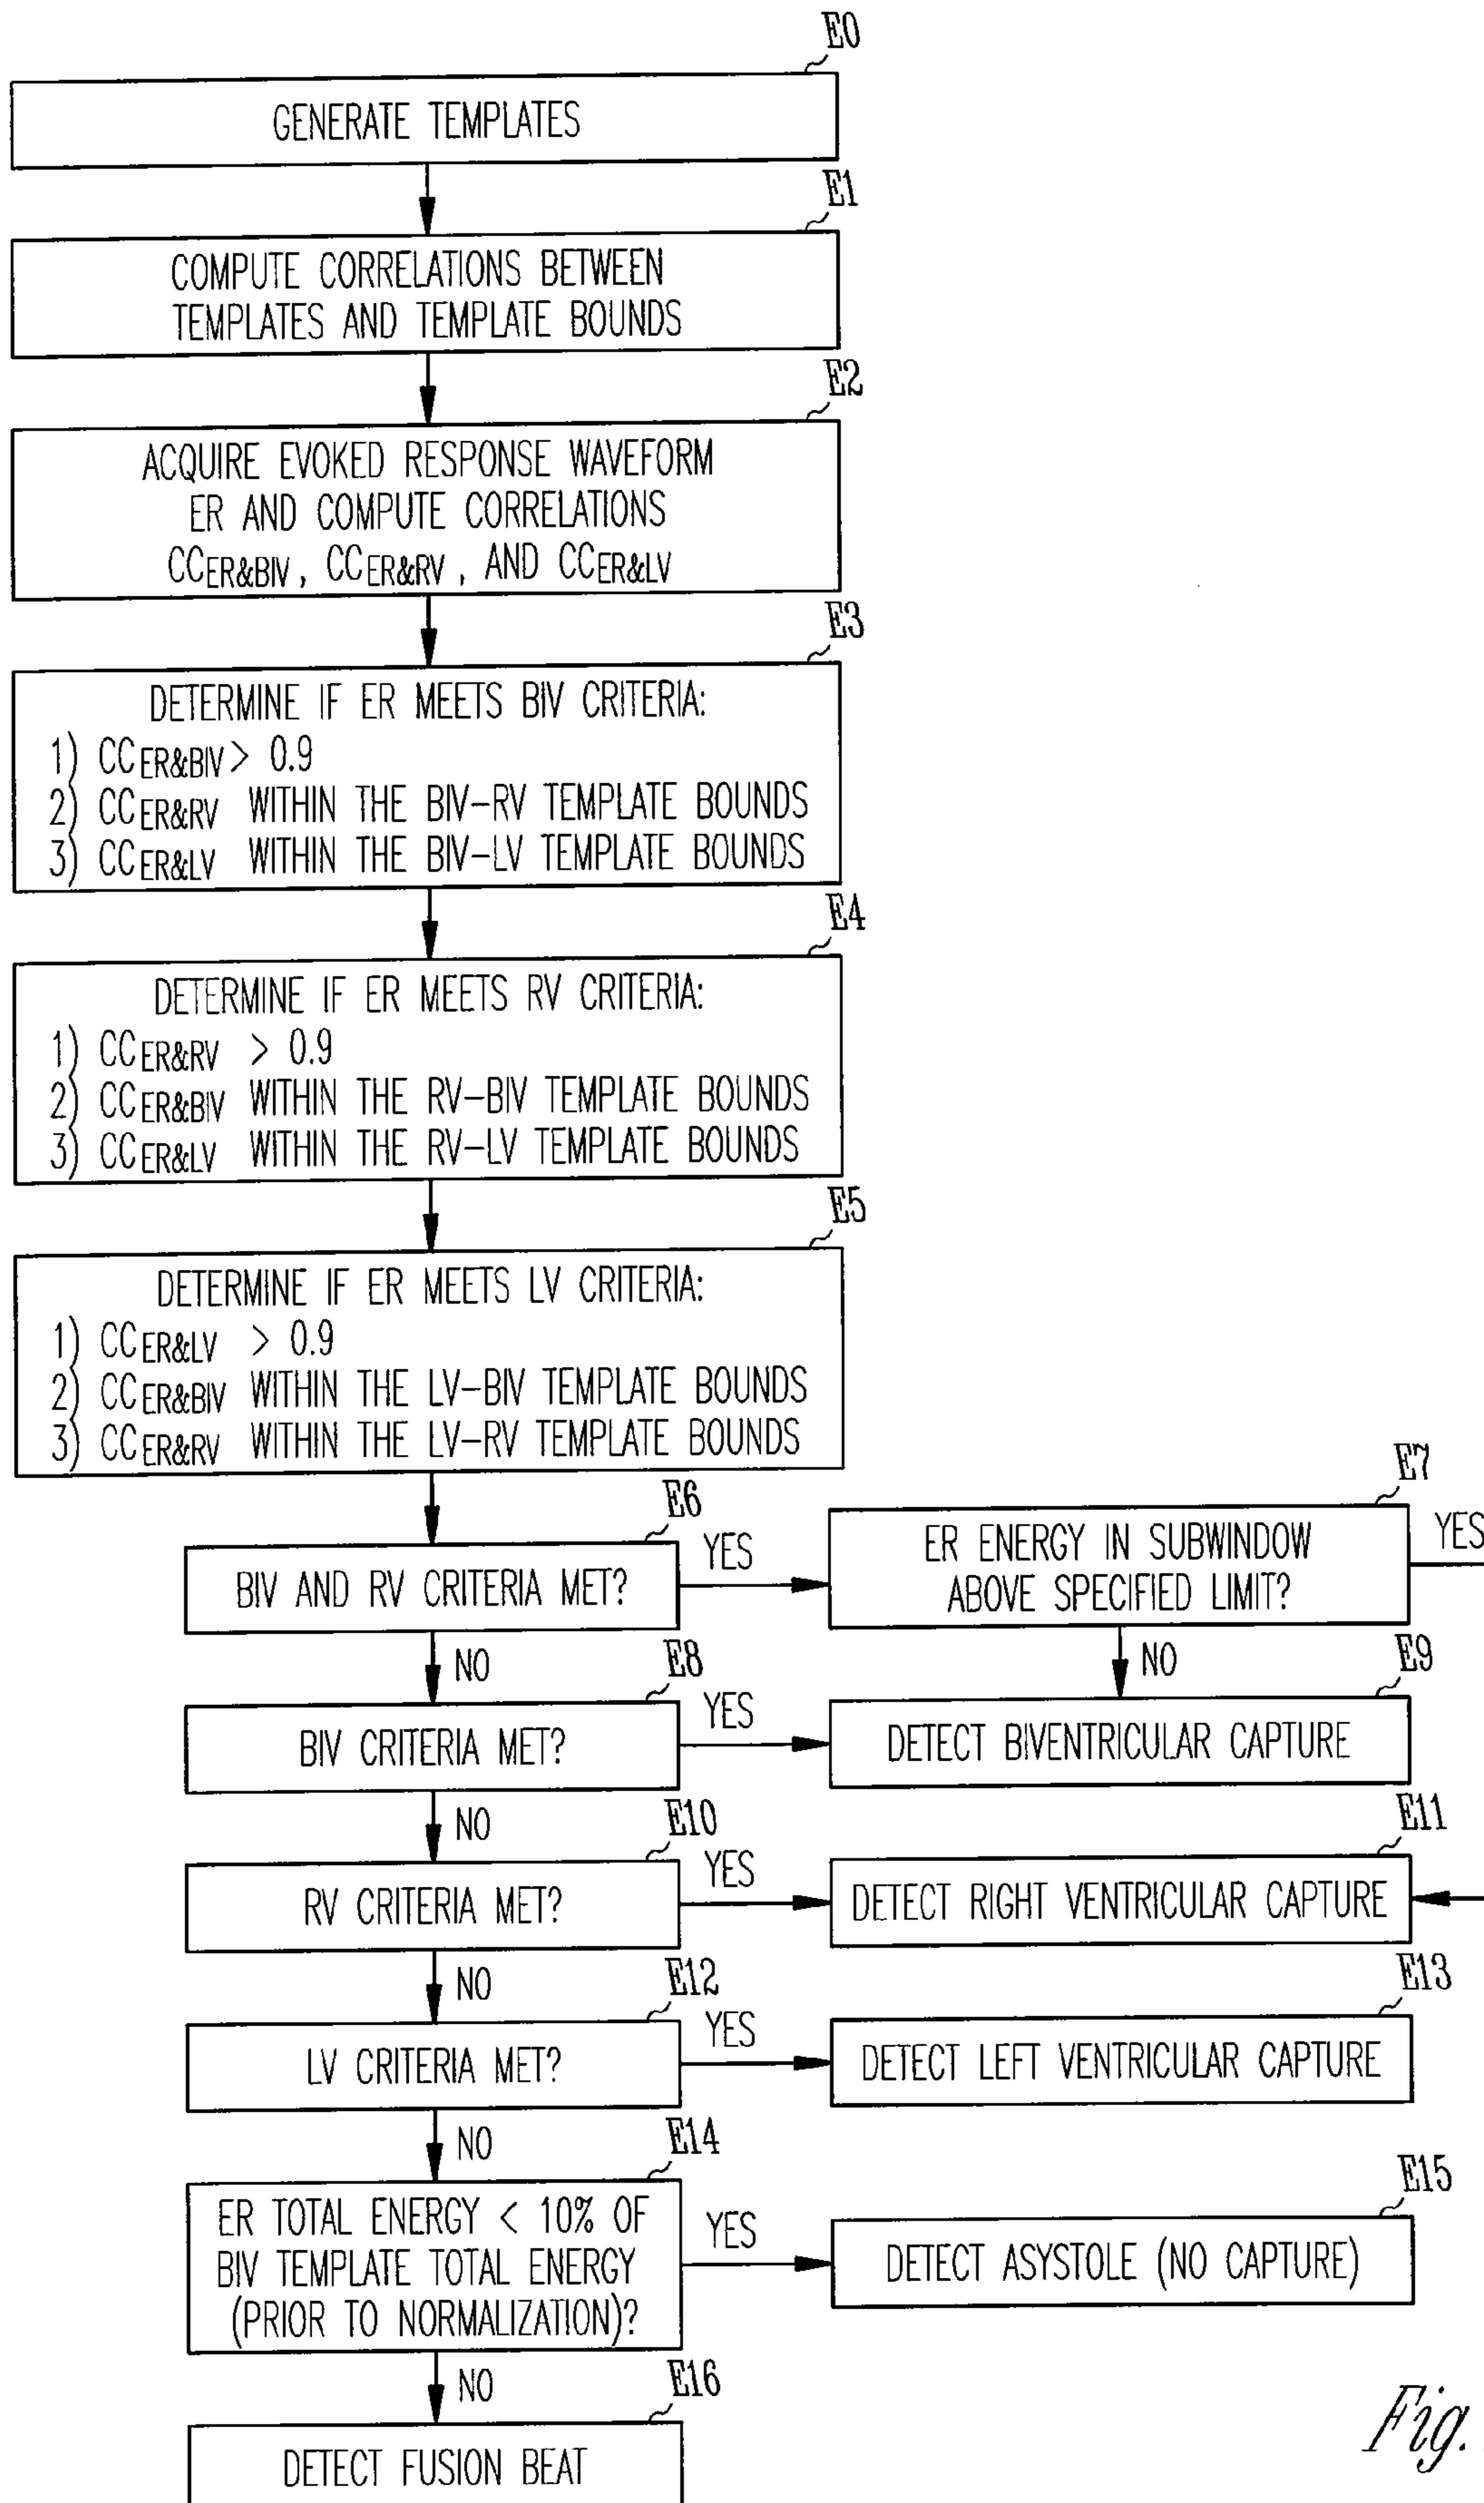 E0
GENERATE TEMPLATES
E1
COMPUTE CORRELATIONS BETWEEN
TEMPLATES AND TEMPLATE BOUNDS
E2
ACQUIRE EVOKED RESPONSE WAVEFORM
ER AND COMPUTE CORRELATIONS
CCER&BIV, CCER&RV, AND CCER&LV
E3
DETERMINE IF ER MEETS BIV CRITERIA:
1) CCER&BIV > 0.9
2) CCER&RV WITHIN THE BIV-RV TEMPLATE BOUNDS
3) CCER&LV WITHIN THE BIV-LV TEMPLATE BOUNDS
E4
DETERMINE IF ER MEETS RV CRITERIA:
1) CCER&RV > 0.9
2) CCER&BIV WITHIN THE RV-BIV TEMPLATE BOUNDS
3) CCER&LV WITHIN THE RV-LV TEMPLATE BOUNDS
E5
DETERMINE IF ER MEETS LV CRITERIA:
1) CCER&LV > 0.9
2) CCER&BIV WITHIN THE LV-BIV TEMPLATE BOUNDS
3) CCER&RV WITHIN THE LV-RV TEMPLATE BOUNDS
E6
BIV AND RV CRITERIA MET?
YES
NO
E7
ER ENERGY IN SUBWINDOW
ABOVE SPECIFIED LIMIT?
YES
NO
E8
BIV CRITERIA MET?
YES
NO
E9
DETECT BIVENTRICULAR CAPTURE
E10
RV CRITERIA MET?
YES
NO
E11
DETECT RIGHT VENTRICULAR CAPTURE
E12
LV CRITERIA MET?
YES
NO
E13
DETECT LEFT VENTRICULAR CAPTURE
E14
ER TOTAL ENERGY < 10% OF
BIV TEMPLATE TOTAL ENERGY
(PRIOR TO NORMALIZATION)?
YES
NO
E15
DETECT ASYSTOLE (NO CAPTURE)
E16
DETECT FUSION BEAT
Fig.